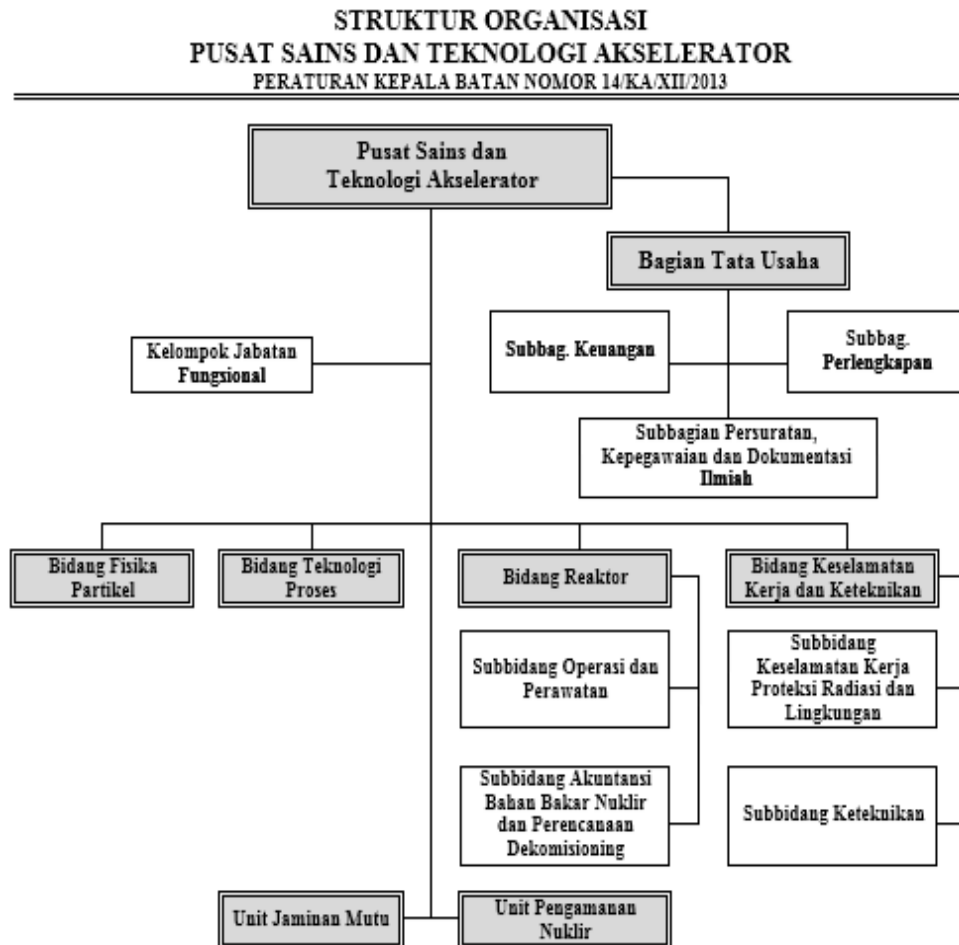 STRUKTUR ORGANISASI
PUSAT SAINS DAN TEKNOLOGI AKSELERATOR
PERATURAN KEPALA BATAN NOMOR 14/KA/XII/2013
Pusat Sains dan
Teknologi Akselerator
Bagian Tata Usaha
Kelompok Jabatan
Fungsional
Subbag. Keuangan
Subbag.
Perlengkapan
Subbagian Persuratan,
Kepegawaian dan Dokumentasi
Ilmiah
Bidang Fisika
Partikel
Bidang Teknologi
Proses
Bidang Reaktor
Bidang Keselamatan
Kerja dan Keteknikan
Subbidang Operasi dan
Perawatan
Subbidang
Keselamatan Kerja
Proteksi Radiasi dan
Lingkungan
Subbidang Akuntansi
Bahan Bakar Nuklir
dan Perencanaan
Dekomisioning
Subbidang Keteknikan
Unit Jaminan Mutu
Unit Pengamanan
Nuklir